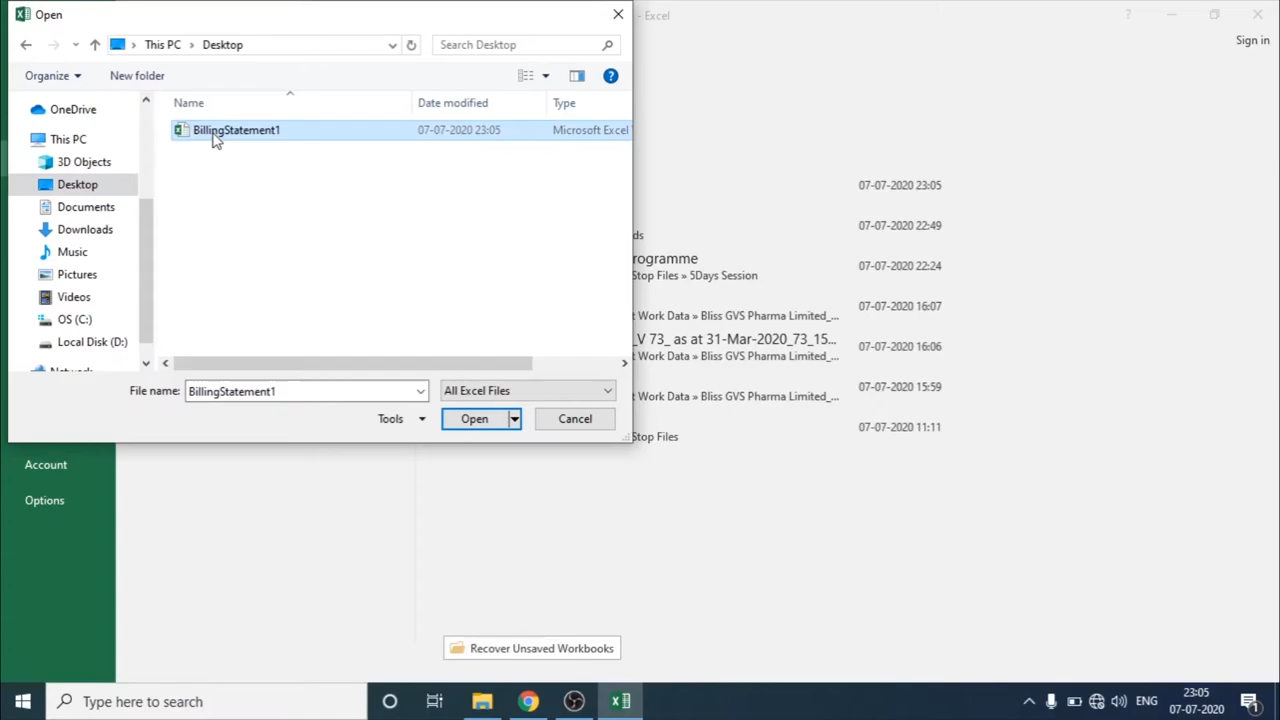 Open
- Excel
?
Sign in
This PC > Desktop
Search Desktop
Organize
New folder
?
Name
Date modified
Type
BillingStatement1
07-07-2020 23:05
Microsoft Excel
OneDrive
This PC
3D Objects
Desktop
Documents
Downloads
Music
Pictures
Videos
OS (C:)
Local Disk (D:)
Network
File name:
BillingStatement1
All Excel Files
Tools
Open
Cancel
07-07-2020 23:05
ds
07-07-2020 22:49
rogramme
Stop Files » 5Days Session
07-07-2020 22:24
t Work Data » Bliss GVS Pharma Limited_...
07-07-2020 16:07
_V 73_ as at 31-Mar-2020_73_15...
t Work Data » Bliss GVS Pharma Limited_...
07-07-2020 16:06
t Work Data » Bliss GVS Pharma Limited_...
07-07-2020 15:59
Stop Files
07-07-2020 11:11
Account
Options
Recover Unsaved Workbooks
Type here to search
ENG
23:05
07-07-2020
1